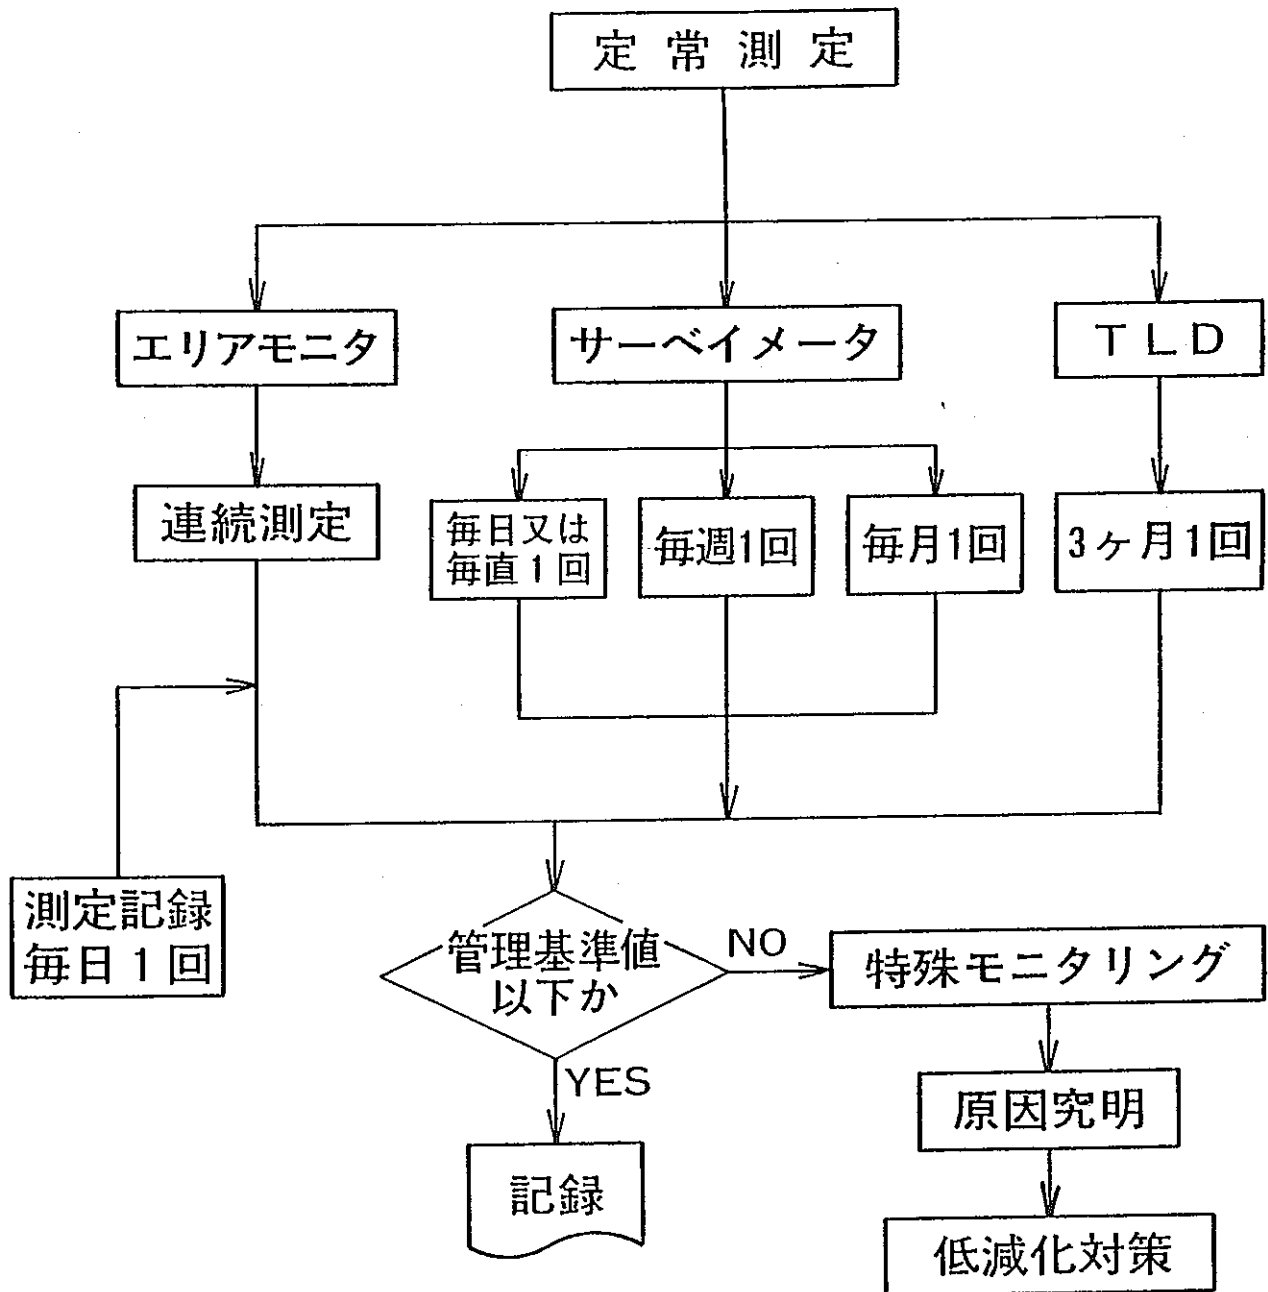 定常測定
エリアモニタ
サーベイメータ
TLD
連続測定
毎日又は
毎直1回
毎週1回
毎月1回
3ヶ月1回
測定記録
毎日1回
管理基準値
以下か
NO
特殊モニタリング
YES
原因究明
記録
低減化対策